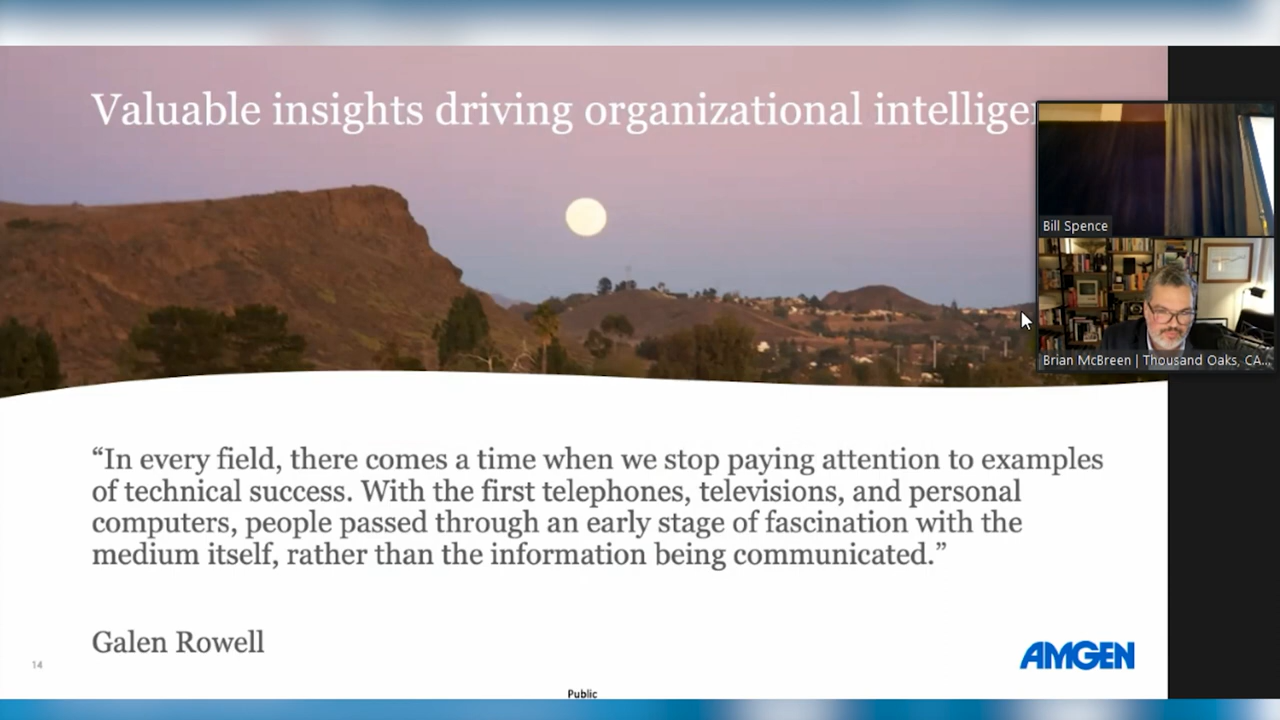 Valuable insights driving organizational intellige
Bill Spence
Brian McBreen | Thousand Oaks, CA...
“In every field, there comes a time when we stop paying attention to examples
of technical success. With the first telephones, televisions, and personal
computers, people passed through an early stage of fascination with the
medium itself, rather than the information being communicated.”
Galen Rowell
14
AMGEN
Public